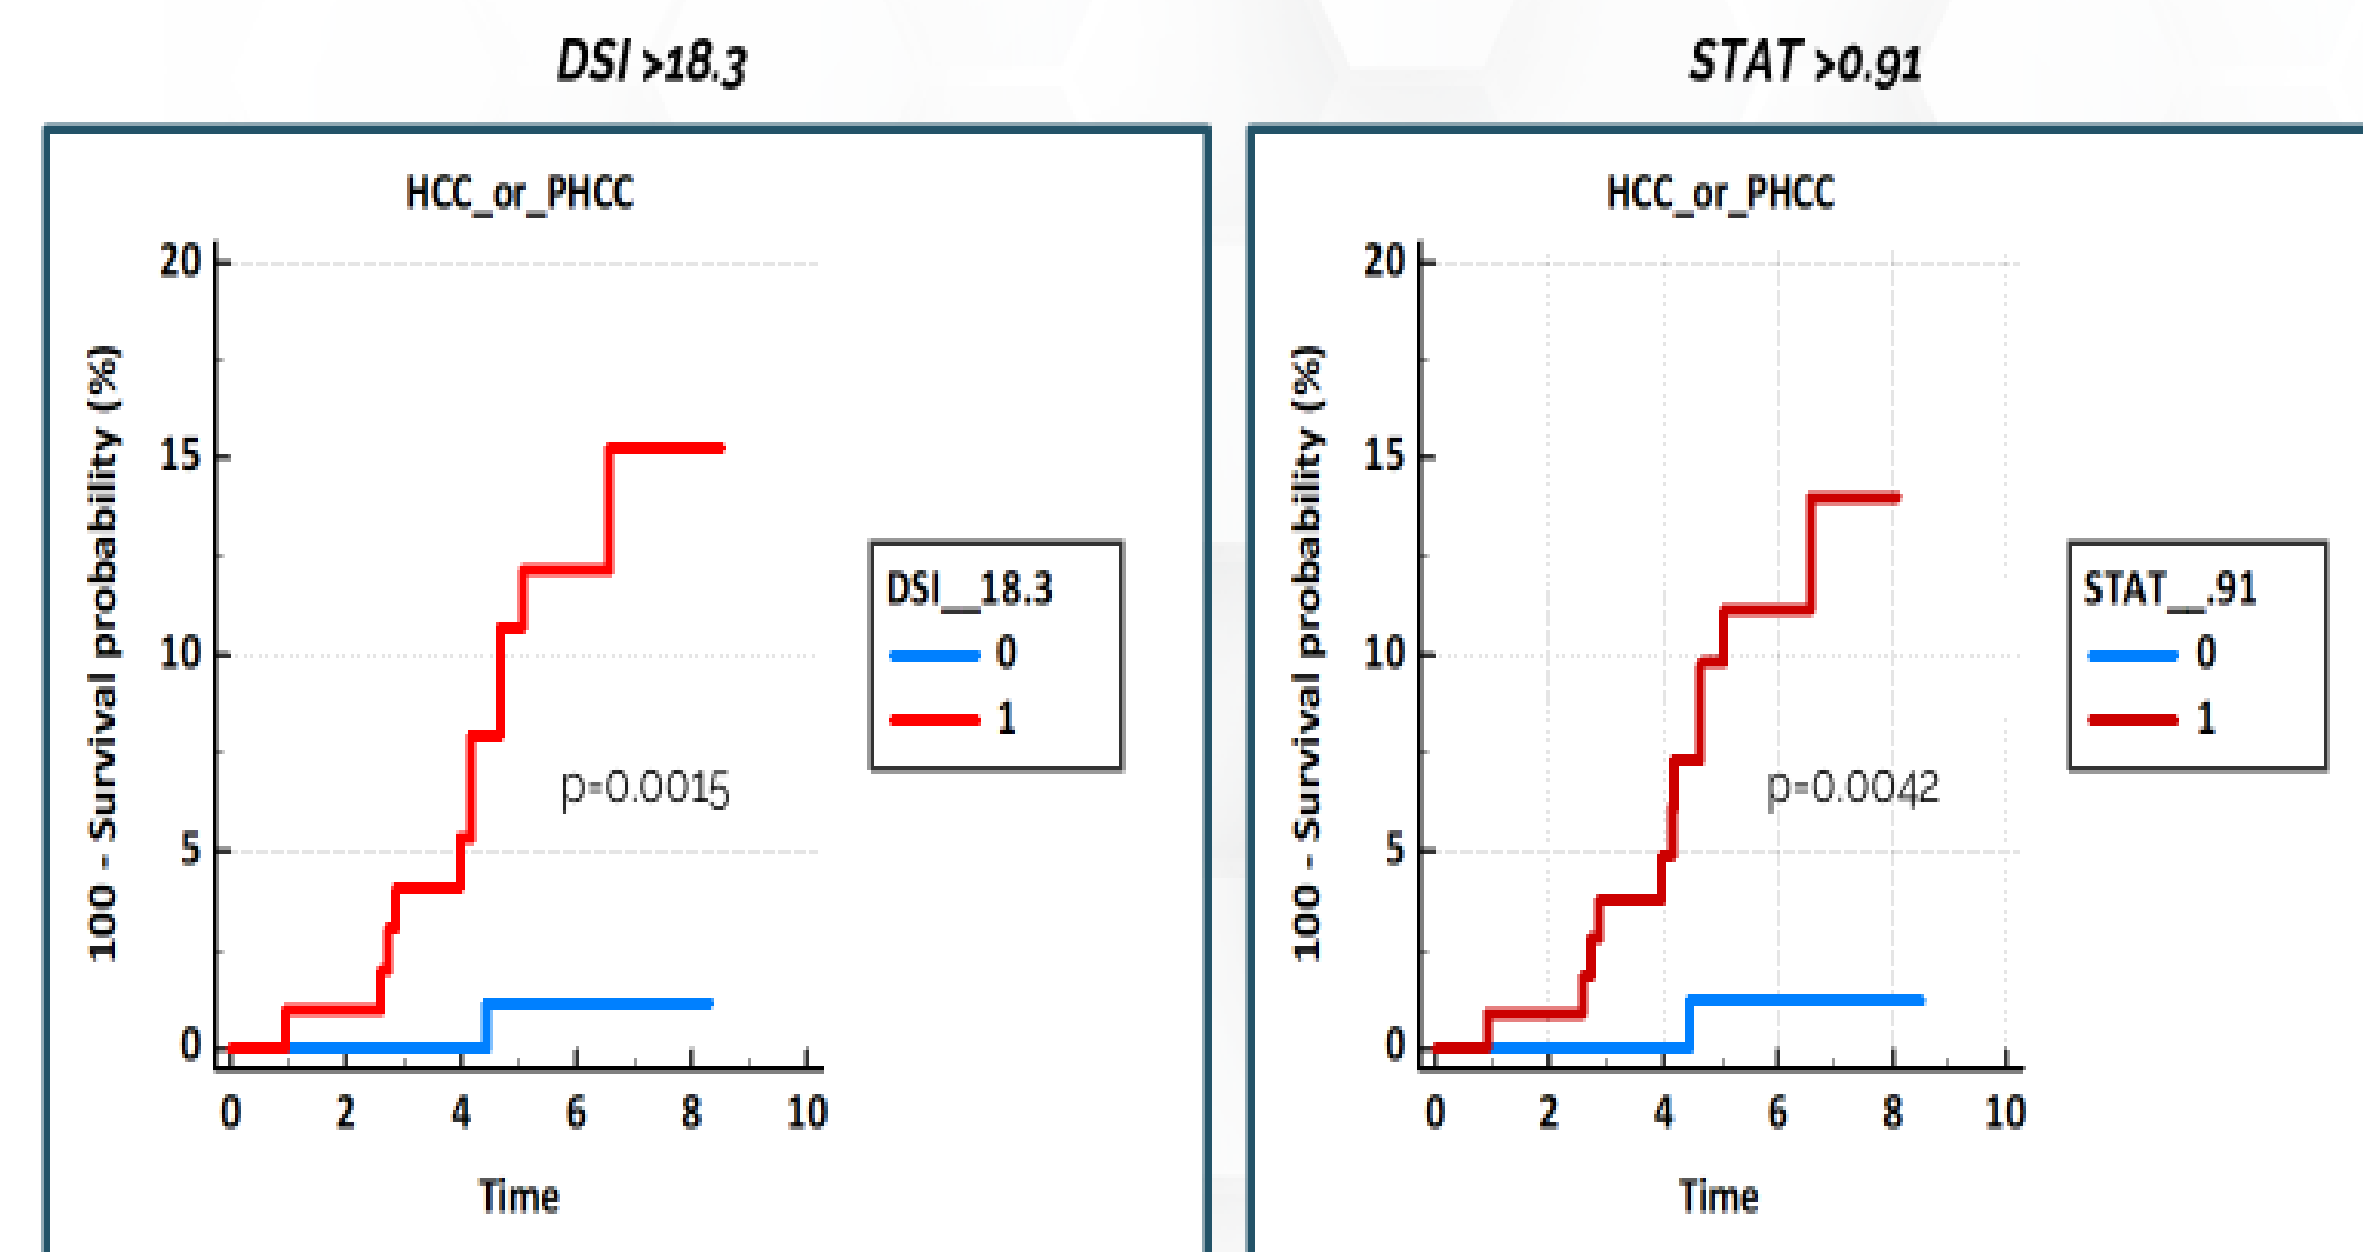 DSI >18.3
HCC_or_PHCC
100 - Survival probability (%)
20
15
10
5
0
0 2 4 6 8 10
Time
p=0.0015
DSI__18.3
0
1
STAT >0.91
HCC_or_PHCC
100 - Survival probability (%)
20
15
10
5
0
0 2 4 6 8 10
Time
p=0.0042
STAT__.91
0
1